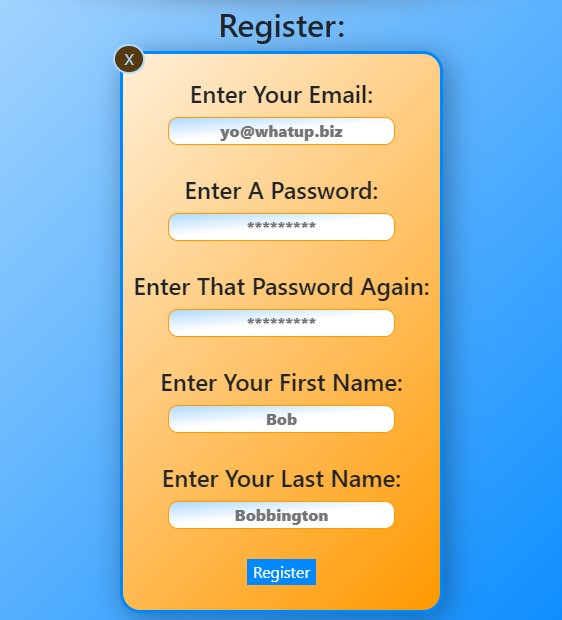 Register:
X
Enter Your Email:
yo@whatup.biz
Enter A Password:
*********
Enter That Password Again:
*********
Enter Your First Name:
Bob
Enter Your Last Name:
Bobbington
Register